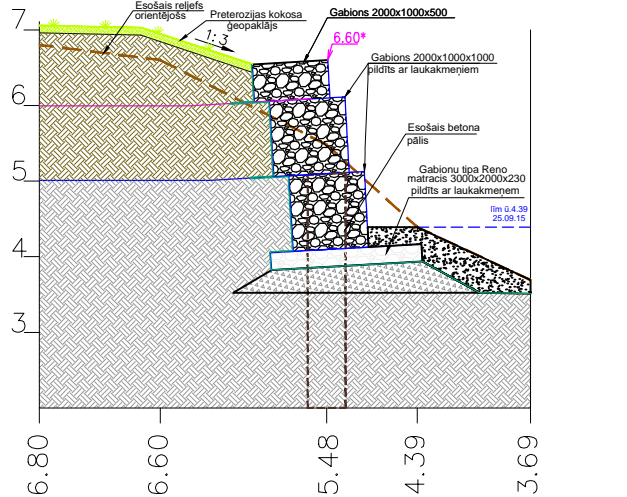 Esošais reljefs
orientējošs
Preterozijas kokosa
ģeopaklājs
Gabions 2000x1000x500
1:3
6.60*
Gabions 2000x1000x1000
pildīts ar laukakmeņiem
Esošais betona
pālis
Gabionu tipa Reno
matracis 3000x2000x230
pildīts ar laukakmeņem
līm ū.4.39
25.09.15
7
6
5
4
3
6.80
6.60
5.48
4.39
3.69